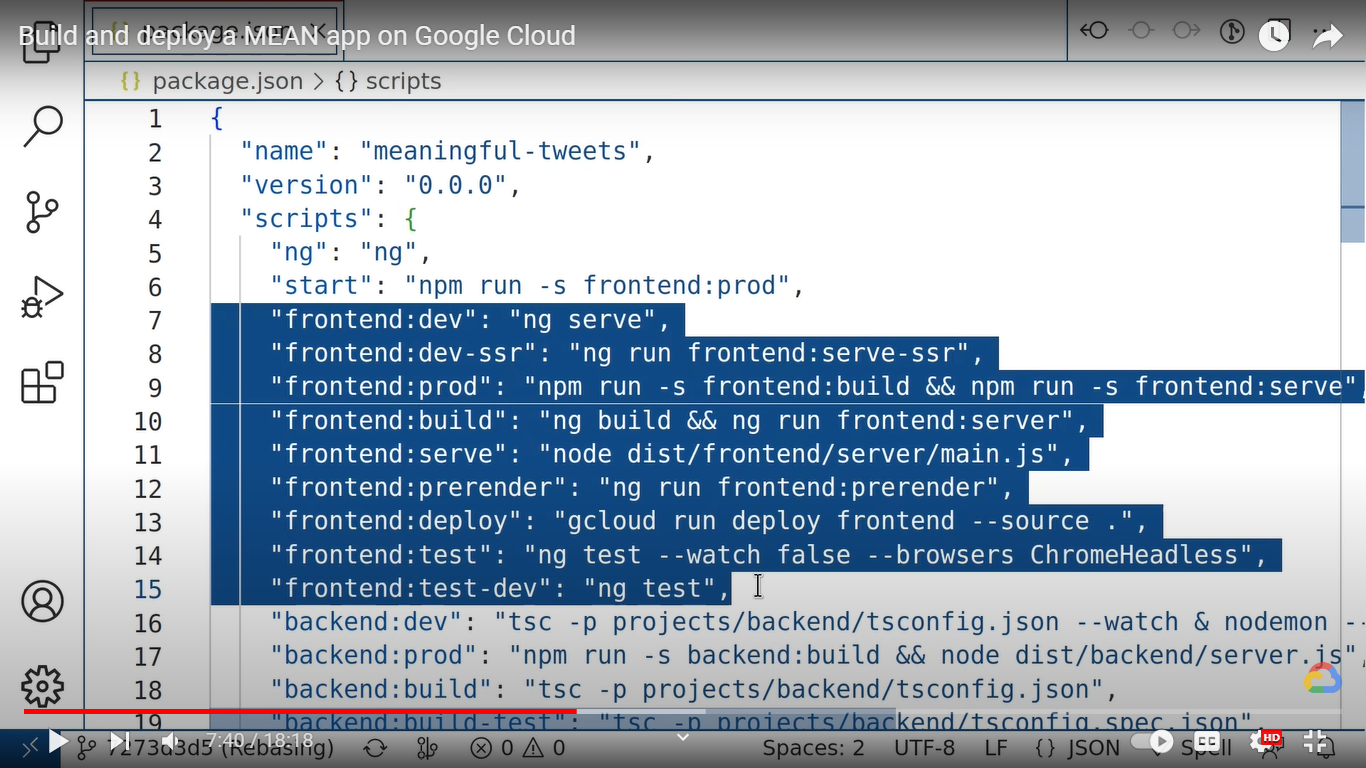 Build and deploy a MEAN app on Google Cloud
package.json
{} package.json > {} scripts
1 {
2 "name": "meaningful-tweets",
3 "version": "0.0.0",
4 "scripts": {
5 "ng": "ng",
6 "start": "npm run -s frontend:prod",
7 "frontend:dev": "ng serve",
8 "frontend:dev-ssr": "ng run frontend:serve-ssr",
9 "frontend:prod": "npm run -s frontend:build && npm run -s frontend:serve",
10 "frontend:build": "ng build && ng run frontend:server",
11 "frontend:serve": "node dist/frontend/server/main.js",
12 "frontend:prerender": "ng run frontend:prerender",
13 "frontend:deploy": "gcloud run deploy frontend --source .",
14 "frontend:test": "ng test --watch false --browsers ChromeHeadless",
15 "frontend:test-dev": "ng test",
16 "backend:dev": "tsc -p projects/backend/tsconfig.json --watch & nodemon --
17 "backend:prod": "npm run -s backend:build && node dist/backend/server.js",
18 "backend:build": "tsc -p projects/backend/tsconfig.json",
19 "backend:build-test": "tsc -p projects/backend/tsconfig.spec.json",
7:40 / 18:18
273d3d5 (Rebasing) 0 0 Spaces: 2 UTF-8 LF {} JSON Spell
CC HD